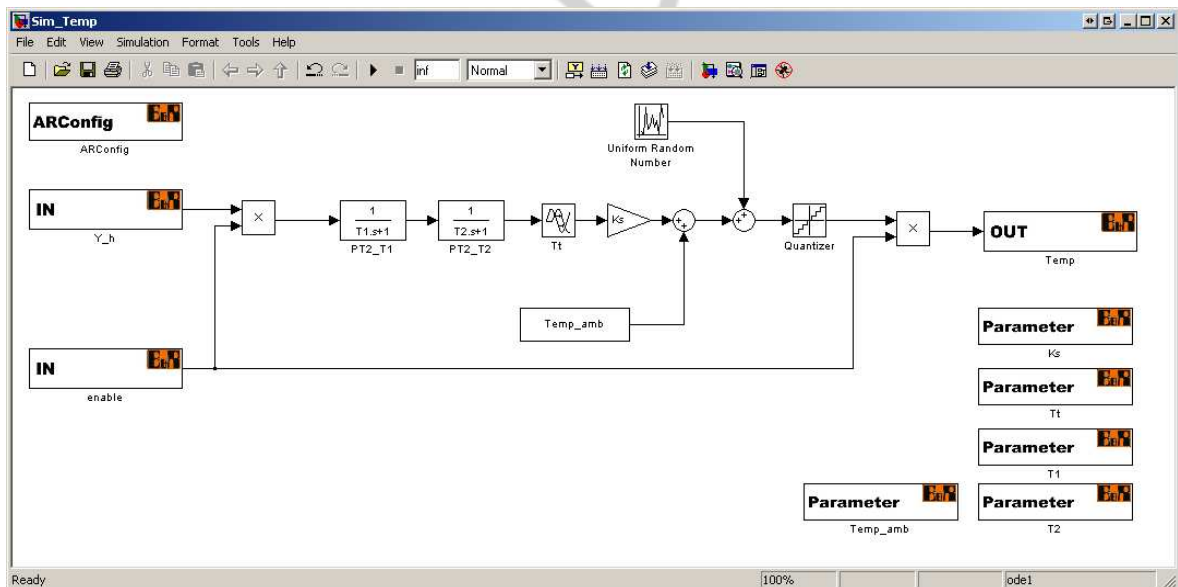 Sim_Temp
File Edit View Simulation Format Tools Help
inf Normal
ARConfig B&R
ARConfig
Uniform Random
Number
IN B&R
Y_h
×
1
T1.s+1
PT2_T1
1
T2.s+1
PT2_T2
Tt
Ks
+
+
+
+
Quantizer
×
OUT B&R
Temp
Temp_amb
Parameter B&R
Ks
IN B&R
enable
Parameter B&R
Tt
Parameter B&R
T1
Parameter B&R
Temp_amb
Parameter B&R
T2
Ready 100% ode1